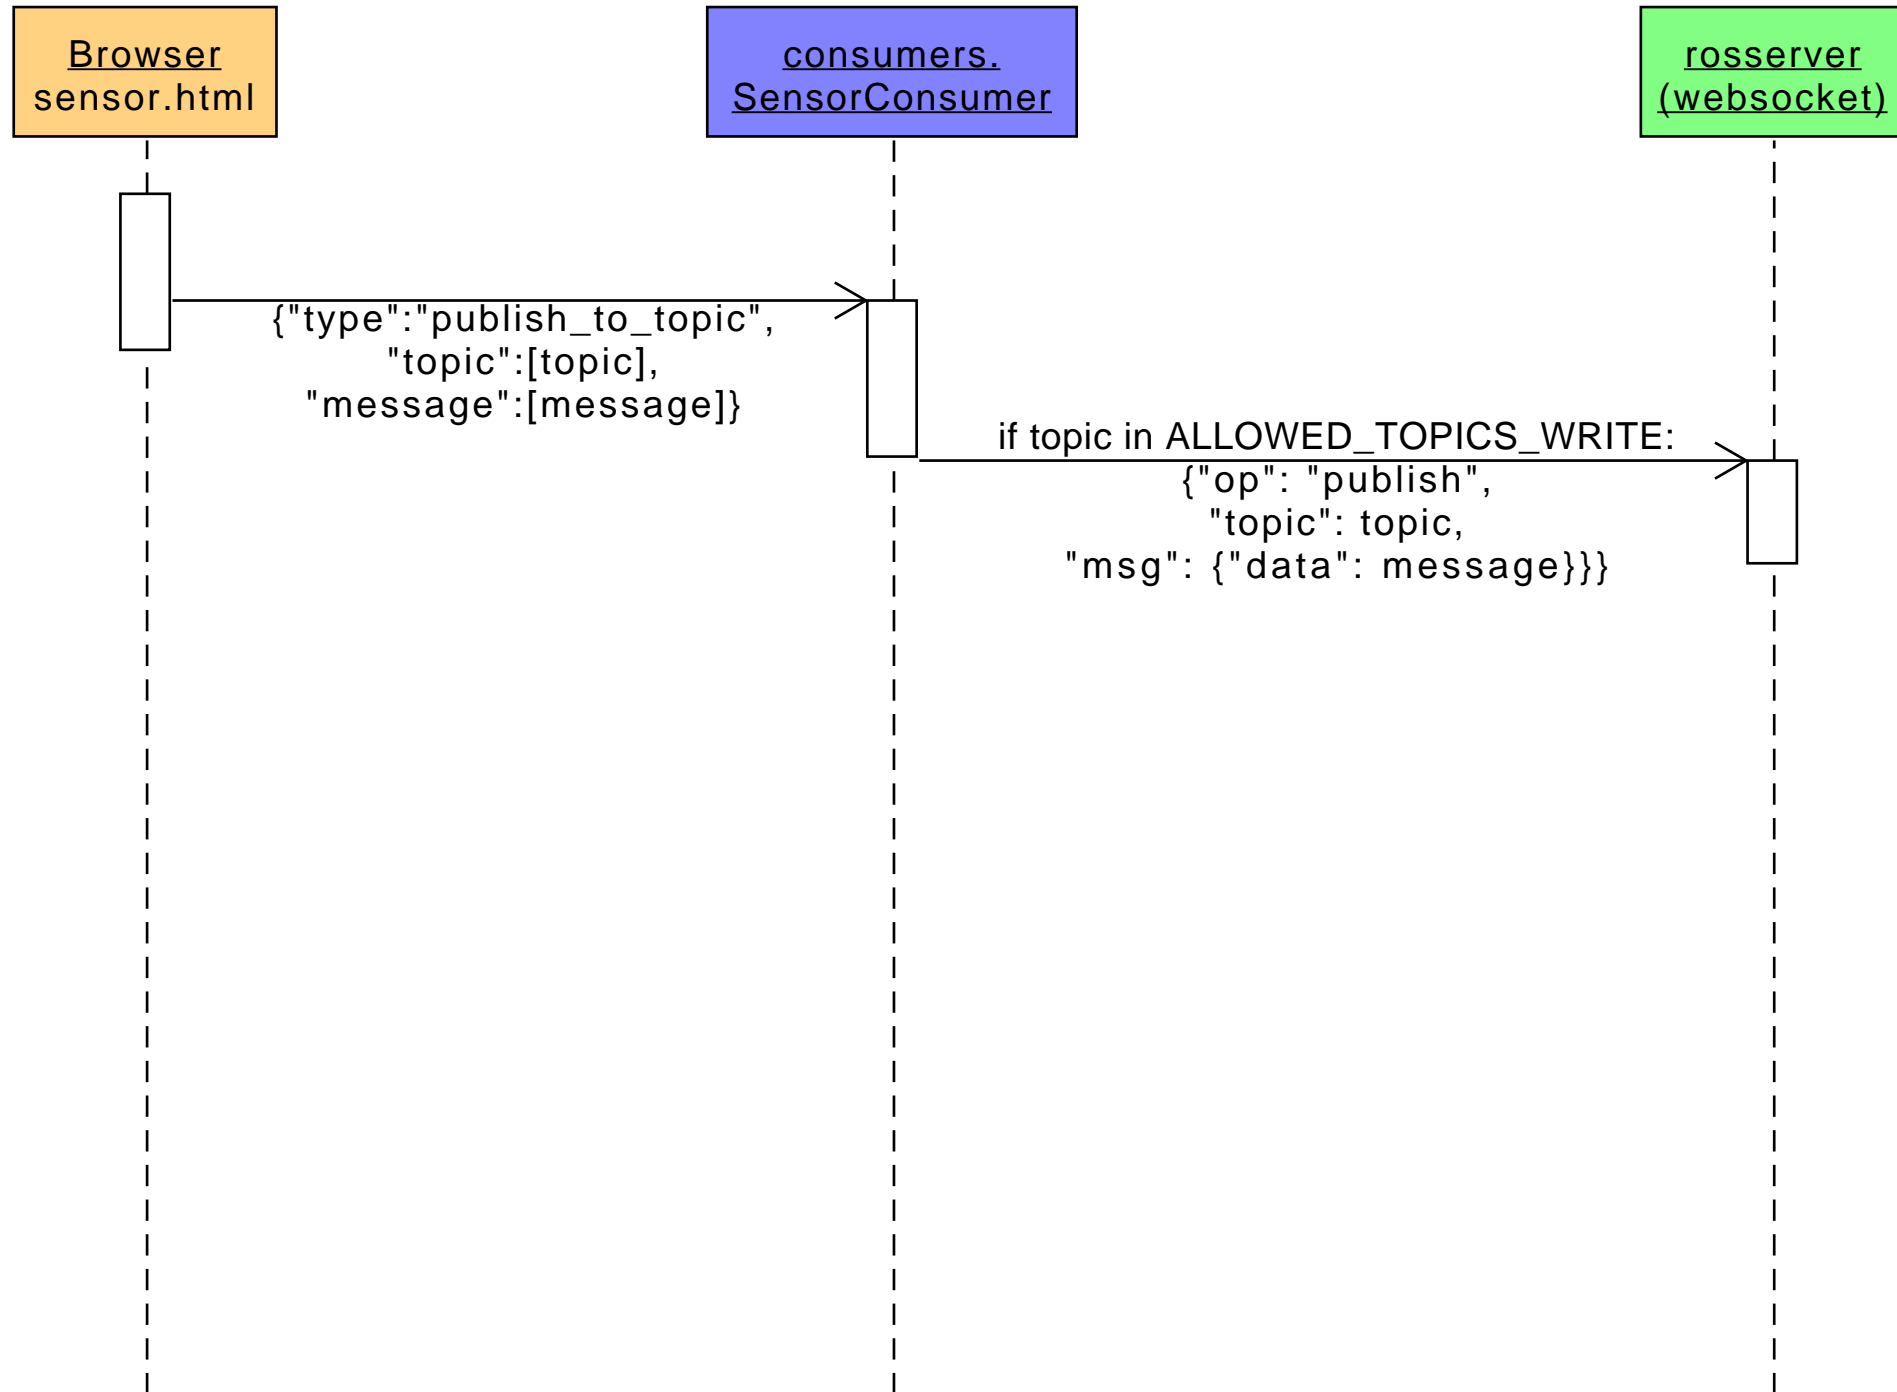 Browser
sensor.html
consumers.
SensorConsumer
rosserver
(websocket)
{"type":"publish_to_topic",
"topic":[topic],
"message":[message]}
if topic in ALLOWED_TOPICS_WRITE:
{"op": "publish",
"topic": topic,
"msg": {"data": message}}}